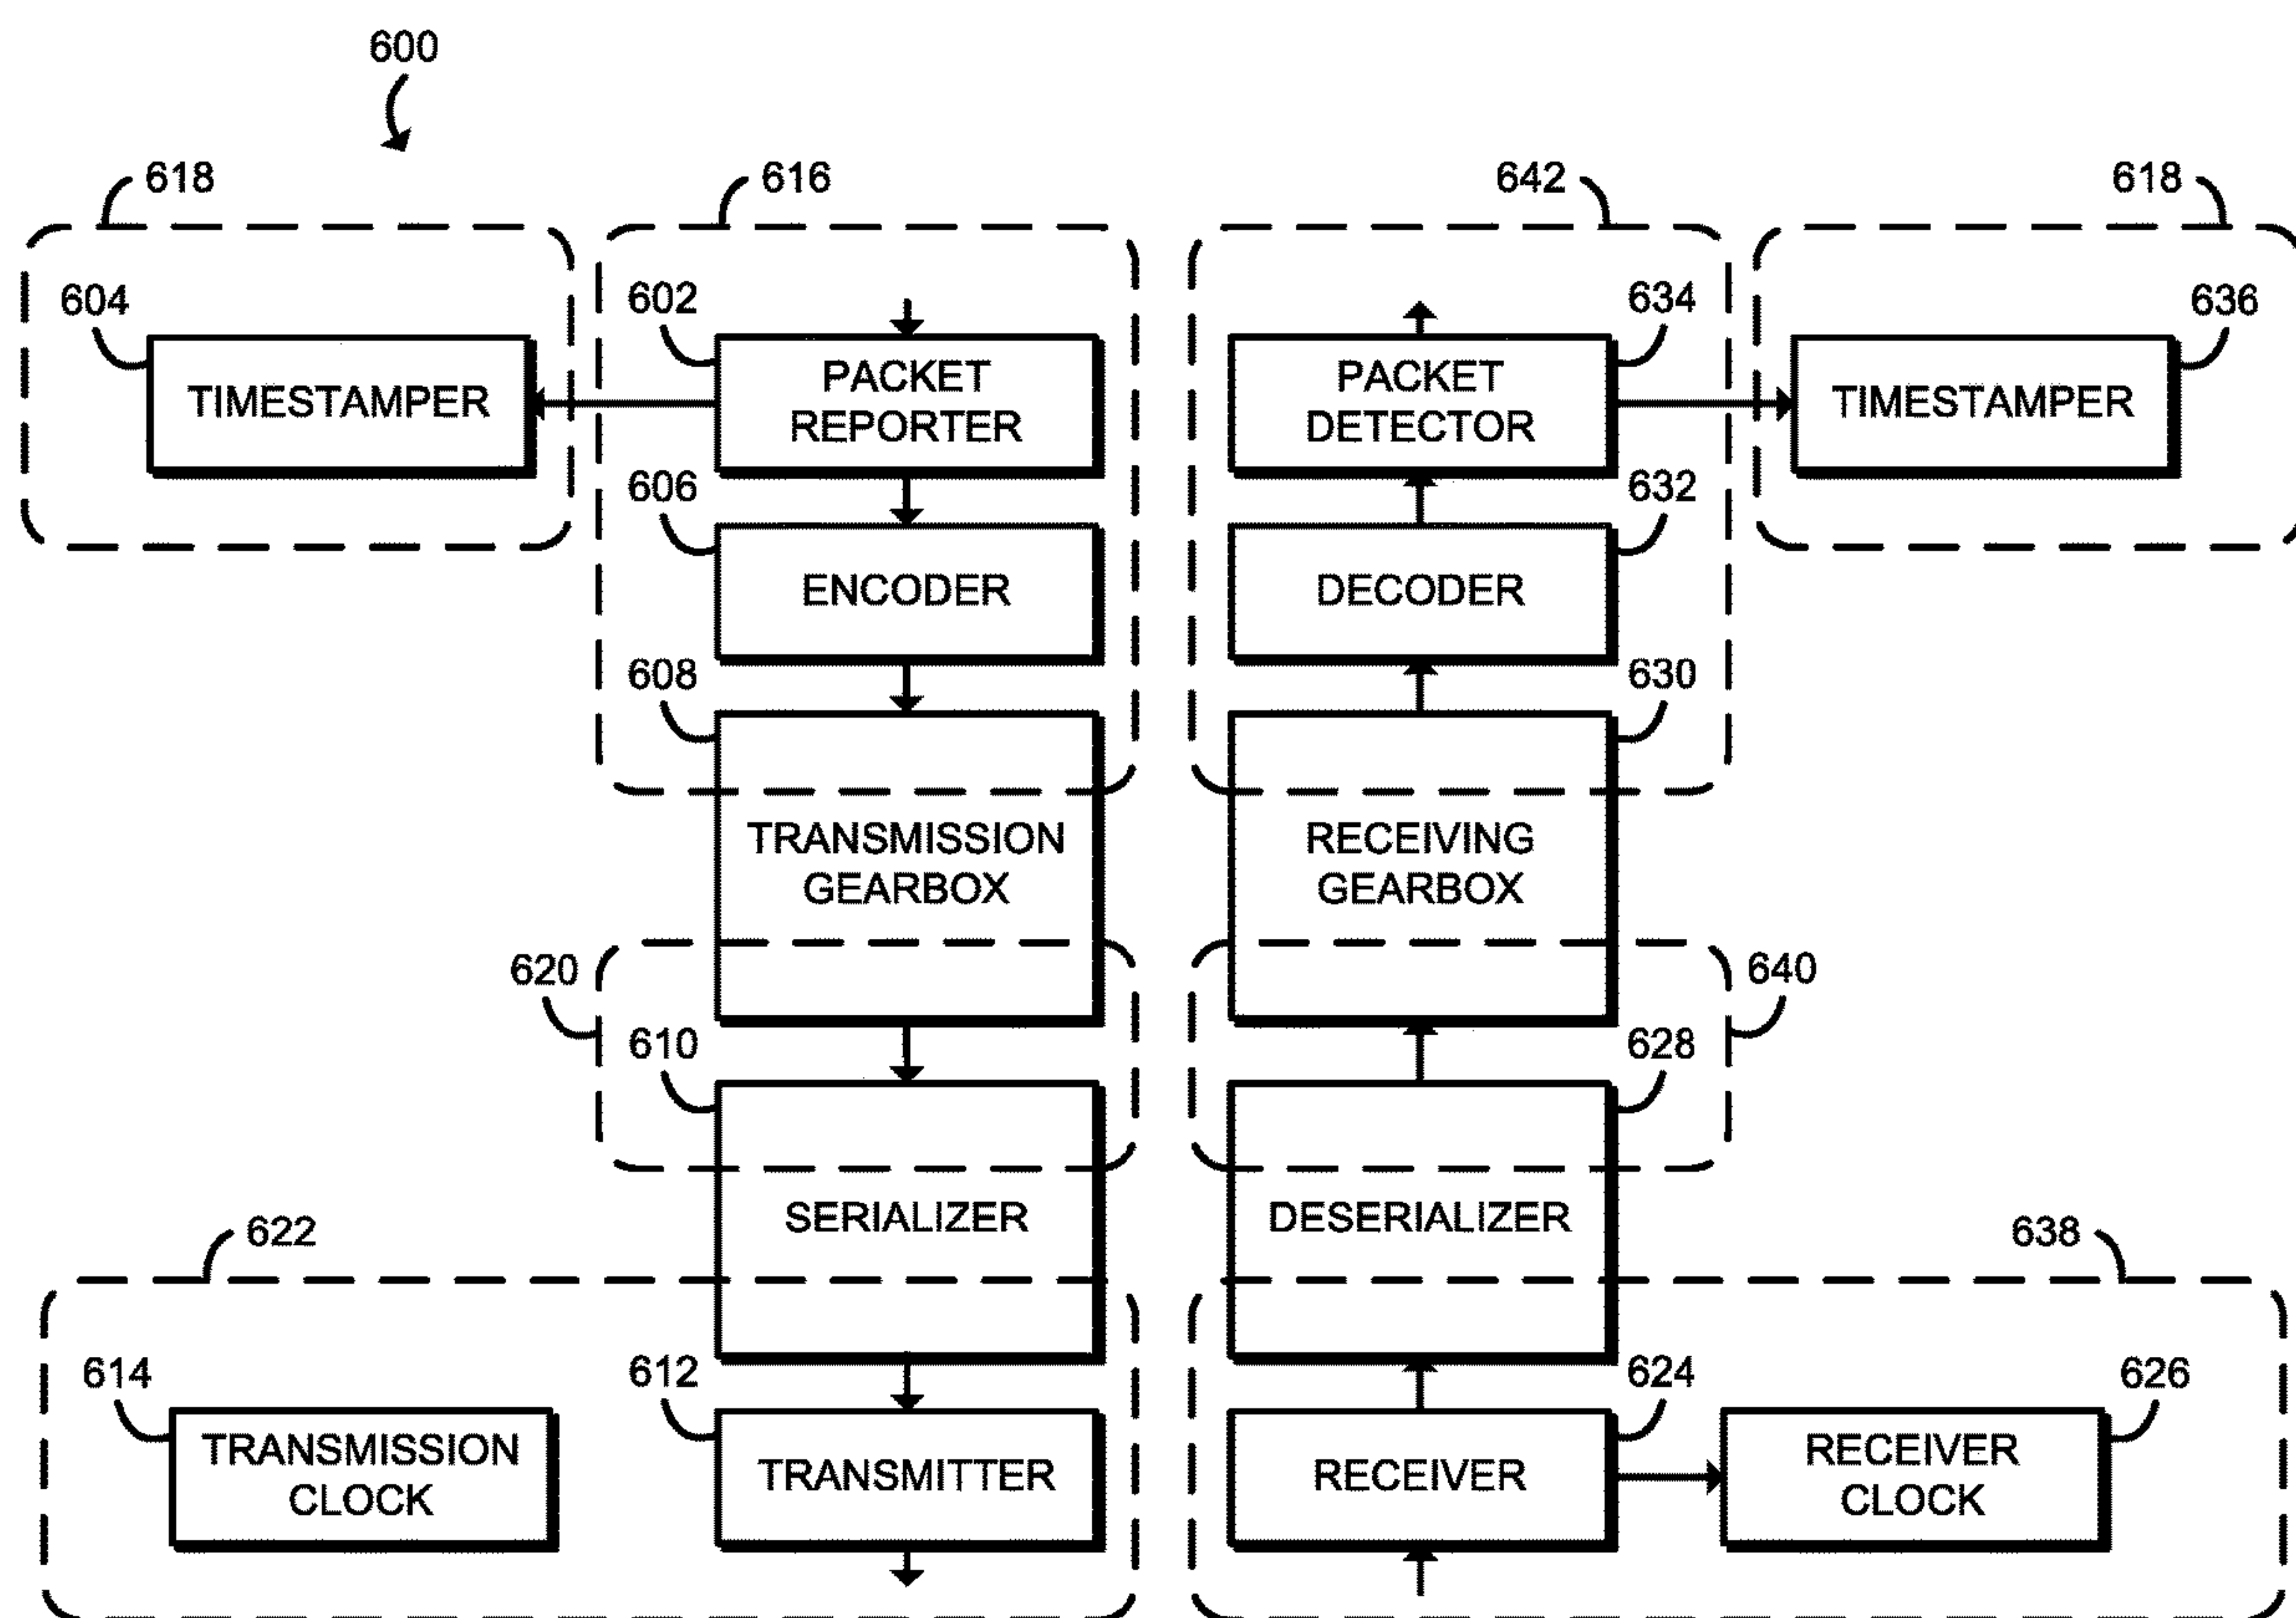 600
618
616
642
618
604
602
634
636
TIMESTAMPER
PACKET
REPORTER
PACKET
DETECTOR
TIMESTAMPER
606
632
ENCODER
DECODER
608
630
TRANSMISSION
GEARBOX
RECEIVING
GEARBOX
620
640
610
628
SERIALIZER
DESERIALIZER
622
638
614
612
624
626
TRANSMISSION
CLOCK
TRANSMITTER
RECEIVER
RECEIVER
CLOCK